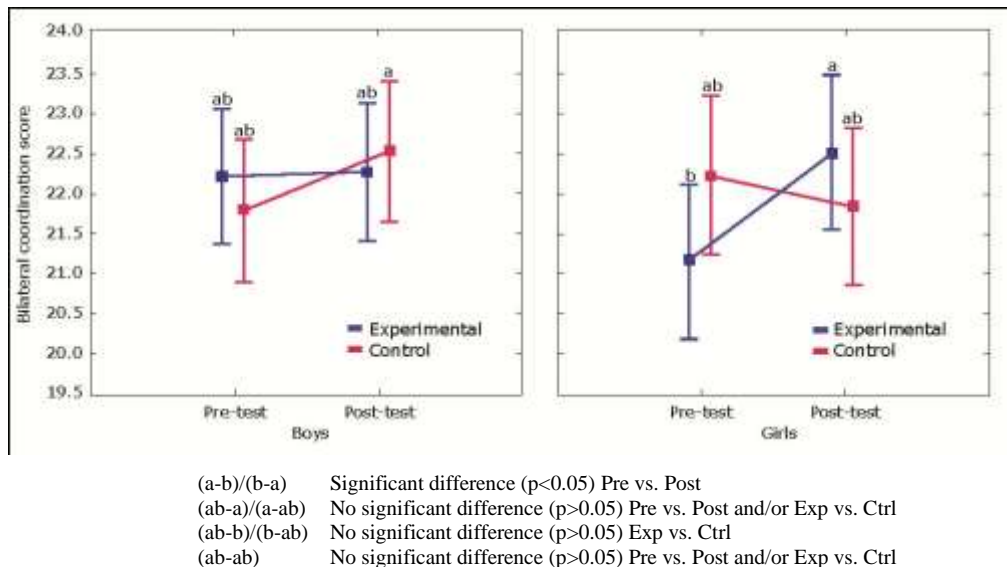 Bilateral coordination score
24.0
23.5
23.0
22.5
22.0
21.5
21.0
20.5
20.0
19.5
ab
ab
ab
a
Experimental
Control
Pre-test Post-test
Boys
b
ab
a
ab
Experimental
Control
Pre-test Post-test
Girls
(a-b)/(b-a) Significant difference (p<0.05) Pre vs. Post
(ab-a)/(a-ab) No significant difference (p>0.05) Pre vs. Post and/or Exp vs. Ctrl
(ab-b)/(b-ab) No significant difference (p>0.05) Exp vs. Ctrl
(ab-ab) No significant difference (p>0.05) Pre vs. Post and/or Exp vs. Ctrl